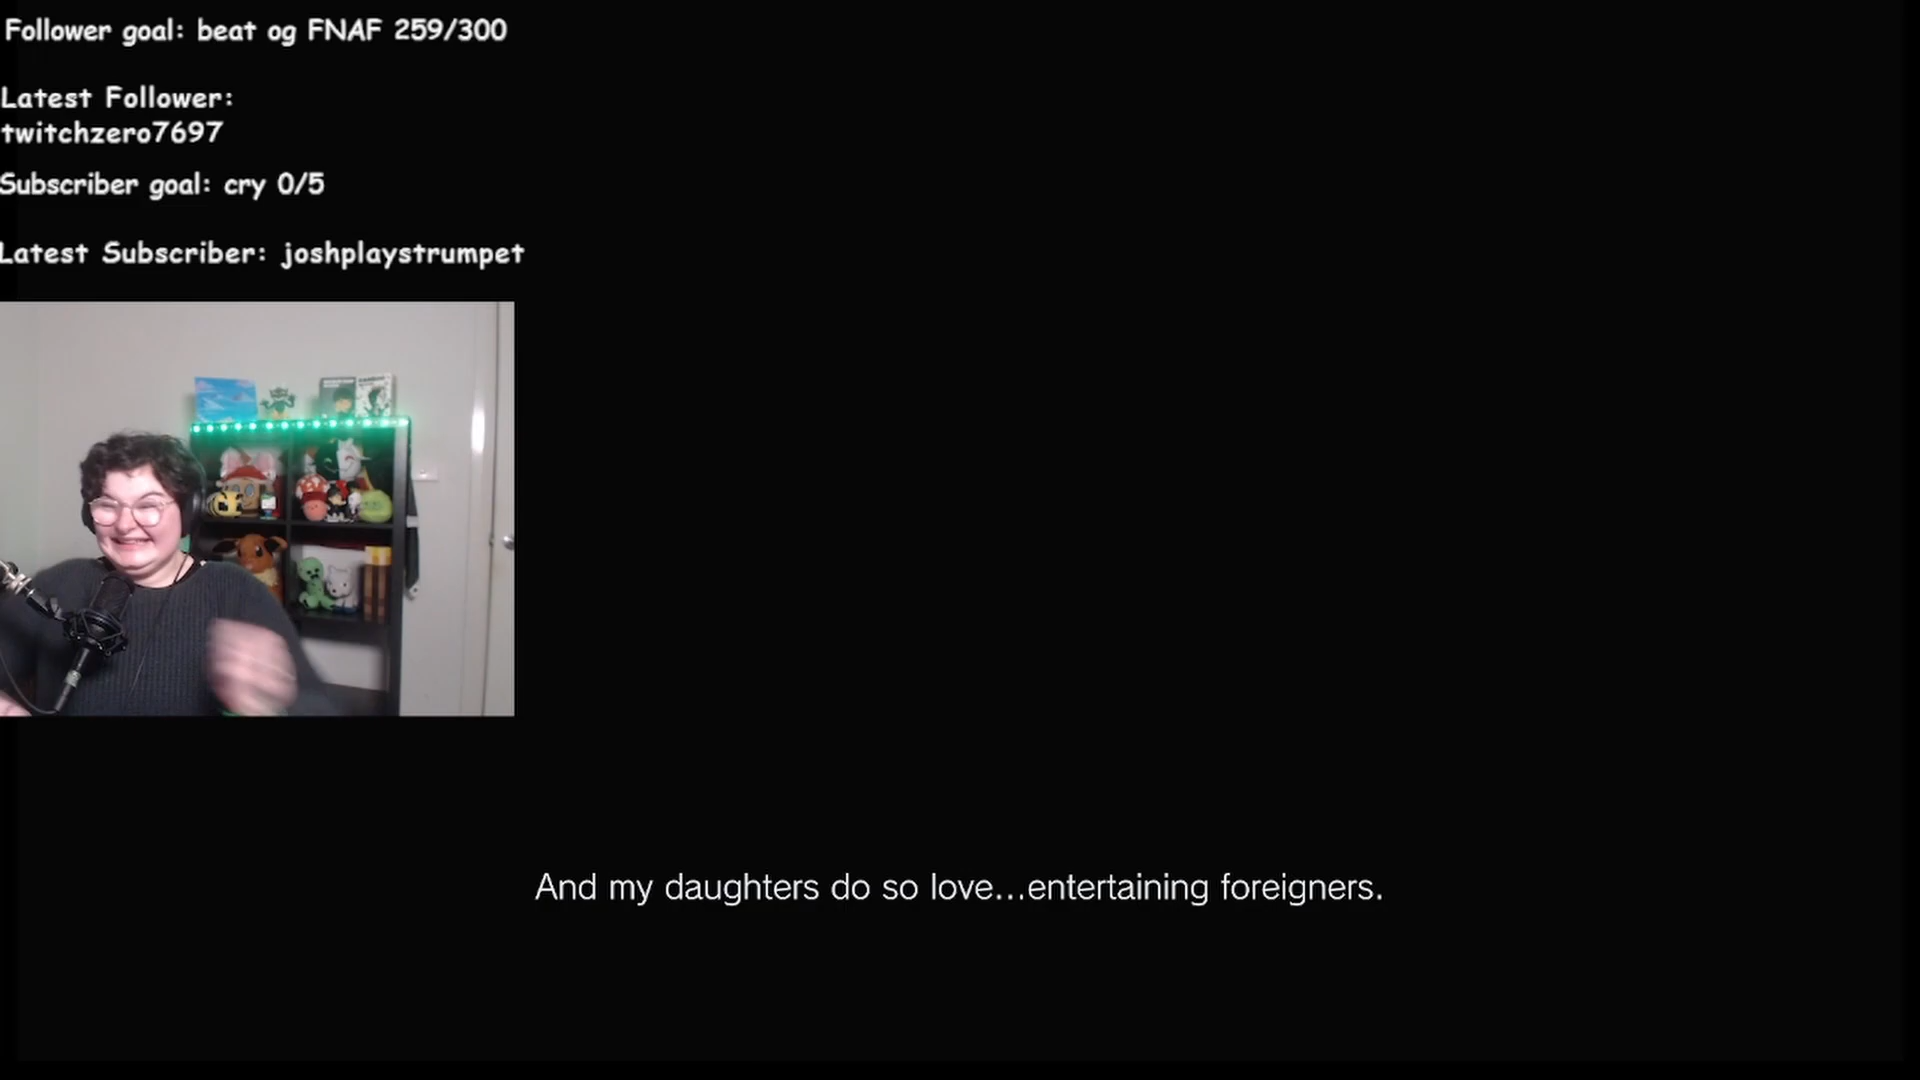 Follower goal: beat og FNAF 259/300
Latest Follower:
twitchzero7697
Subscriber goal: cry 0/5
Latest Subscriber: joshplaystrumpet
And my daughters do so love...entertaining foreigners.